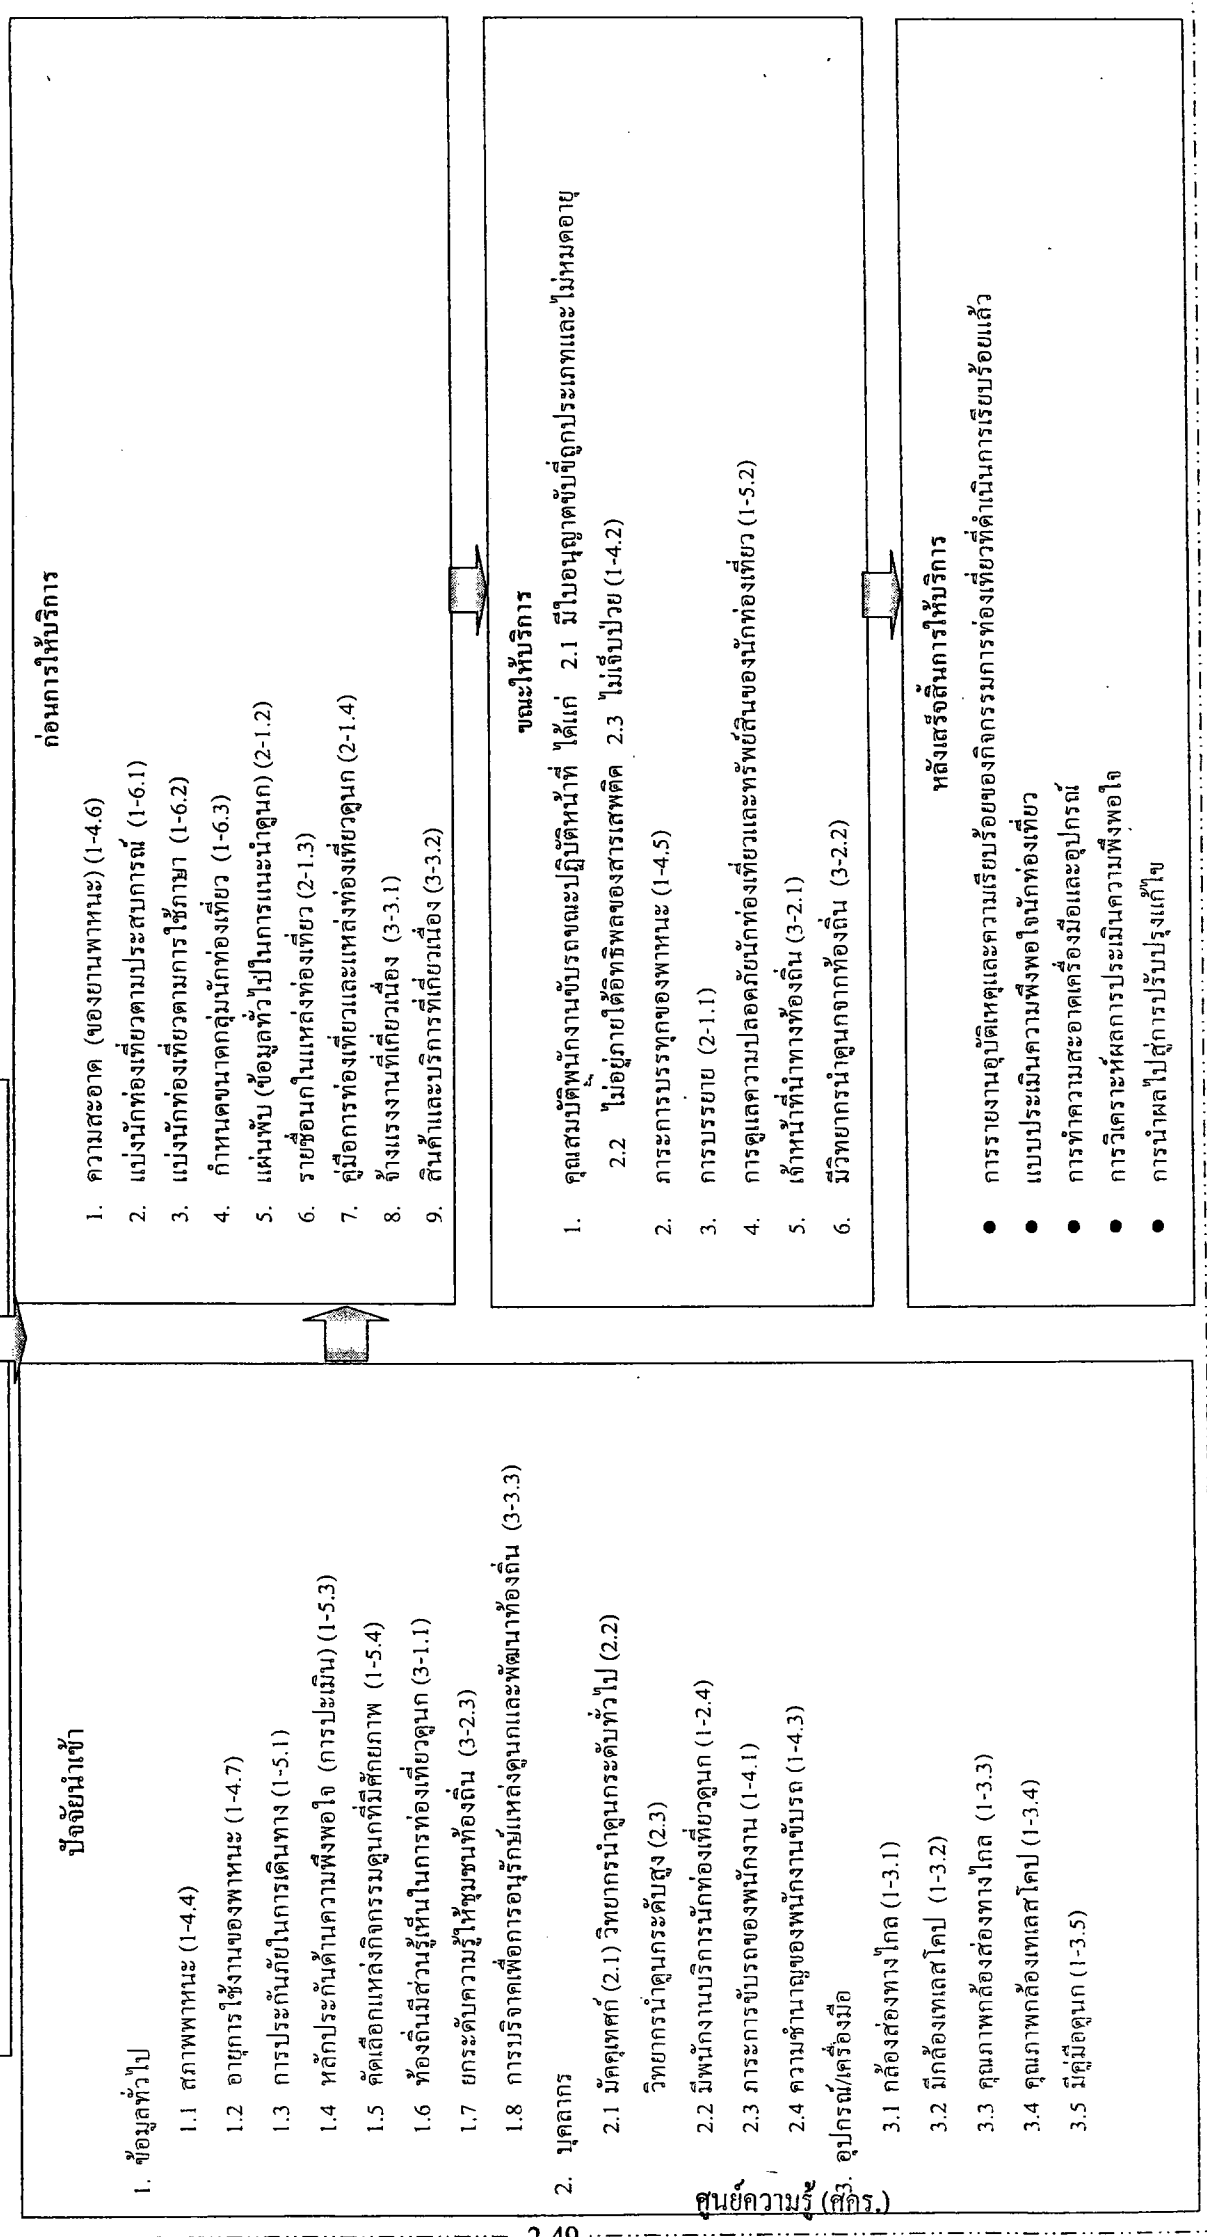 ปัจจัยนำเข้า
1. ข้อมูลทั่วไป
1.1 สภาพพาหนะ (1-4.4)
1.2 อายุการใช้งานของพาหนะ (1-4.7)
1.3 การประกันภัยในการเดินทาง (1-5.1)
1.4 หลักประกันด้านความพึงพอใจ (การประเมิน) (1-5.3)
1.5 คัดเลือกแหล่งกิจกรรมดูนกที่มีศักยภาพ (1-5.4)
1.6 ท้องถิ่นมีส่วนรู้เห็นในการท่องเที่ยวดูนก (3-1.1)
1.7 ยกระดับความรู้ให้ชุมชนท้องถิ่น (3-2.3)
1.8 การบริจาคเพื่อการอนุรักษ์แหล่งดูนกและพัฒนาท้องถิ่น (3-3.3)
2. บุคลากร
2.1 มัคคุเทศก์ (2.1) วิทยากรนำดูนกระดับทั่วไป (2.2)
วิทยากรนำดูนกระดับสูง (2.3)
2.2 มีพนักงานบริการนักท่องเที่ยวดูนก (1-2.4)
2.3 ภาระการขับรถของพนักงาน (1-4.1)
2.4 ความชำนาญของพนักงานขับรถ (1-4.3)
3. อุปกรณ์/เครื่องมือ
3.1 กล้องส่องทางไกล (1-3.1)
3.2 มีกล้องเทเลสโคป (1-3.2)
3.3 คุณภาพกล้องส่องทางไกล (1-3.3)
3.4 คุณภาพกล้องเทเลสโคป (1-3.4)
3.5 มีคู่มือดูนก (1-3.5)
ก่อนการให้บริการ
1. ความสะอาด (ของยานพาหนะ) (1-4.6)
2. แบ่งนักท่องเที่ยวตามประสบการณ์ (1-6.1)
3. แบ่งนักท่องเที่ยวตามการใช้ภาษา (1-6.2)
4. กำหนดขนาดกลุ่มนักท่องเที่ยว (1-6.3)
5. แผ่นพับ (ข้อมูลทั่วไปในการแนะนำดูนก) (2-1.2)
6. รายชื่อนกในแหล่งท่องเที่ยว (2-1.3)
7. คู่มือการท่องเที่ยวและแหล่งท่องเที่ยวดูนก (2-1.4)
8. จ้างแรงงานที่เกี่ยวเนื่อง (3-3.1)
9. สินค้าและบริการที่เกี่ยวเนื่อง (3-3.2)
ขณะให้บริการ
1. คุณสมบัติพนักงานขับรถขณะปฏิบัติหน้าที่ ได้แก่ 2.1 มีใบอนุญาตขับขี่ถูกประเภทและไม่หมดอายุ
2.2 ไม่อยู่ภายใต้อิทธิพลของสารเสพติด 2.3 ไม่เจ็บป่วย (1-4.2)
2. ภาระการบรรทุกของพาหนะ (1-4.5)
3. การบรรยาย (2-1.1)
4. การดูแลความปลอดภัยนักท่องเที่ยวและทรัพย์สินของนักท่องเที่ยว (1-5.2)
5. เจ้าหน้าที่นำทางท้องถิ่น (3-2.1)
6. มีวิทยากรนำดูนกจากท้องถิ่น (3-2.2)
หลังเสร็จสิ้นการให้บริการ
● การรายงานอุบัติเหตุและความเรียบร้อยของกิจกรรมการท่องเที่ยวที่ดำเนินการเรียบร้อยแล้ว
● แบบประเมินความพึงพอใจนักท่องเที่ยว
● การทำความสะอาดเครื่องมือและอุปกรณ์
● การวิเคราะห์ผลการประเมินความพึงพอใจ
● การนำผลไปสู่การปรับปรุงแก้ไข
ศูนย์ความรู้ (ศคร.)
2-49